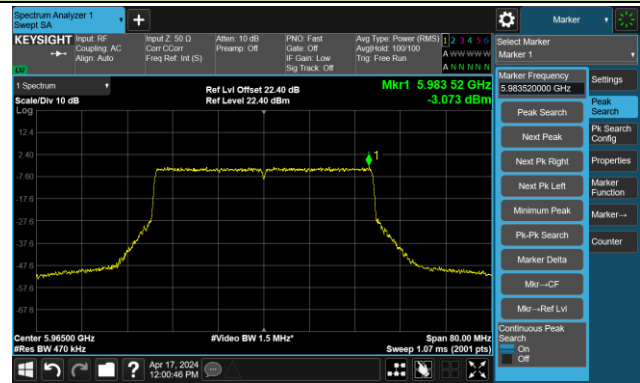 Spectrum Analyzer 1
Swept SA
Marker
KEYSIGHT
Input: RF
Coupling: AC
Align: Auto
Input Z: 50 Ω
Corr CCorr
Freq Ref: Int (S)
Atten: 10 dB
Preamp: Off
PNO: Fast
Gate: Off
IF Gain: Low
Sig Track: Off
Avg Type: Power (RMS)
Avg|Hold: 100/100
Trig: Free Run
1 2 3 4 5 6
A W W W W W
A N N N N N
LW
Select Marker
Marker 1
1 Spectrum
Scale/Div 10 dB
Ref Lvl Offset 22.40 dB
Ref Level 22.40 dBm
Mkr1 5.983 52 GHz
-3.073 dBm
Log
12.4
2.40
-7.60
-17.6
-27.6
-37.6
-47.6
-57.6
-67.6
1
Center 5.96500 GHz
#Res BW 470 kHz
#Video BW 1.5 MHz*
Span 80.00 MHz
Sweep 1.07 ms (2001 pts)
Marker Frequency
5.983520000 GHz
Peak Search
Next Peak
Next Pk Right
Next Pk Left
Minimum Peak
Pk-Pk Search
Marker Delta
Mkr→CF
Mkr→Ref Lvl
Continuous Peak
Search
On
Off
Settings
Peak
Search
Pk Search
Config
Properties
Marker
Function
Marker→
Counter
Apr 17, 2024
12:00:46 PM